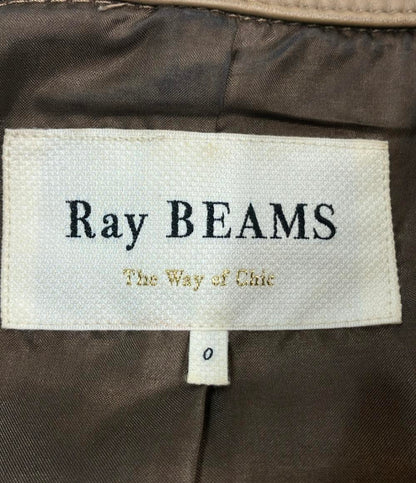 Ray BEAMS
The Way of Chic
0